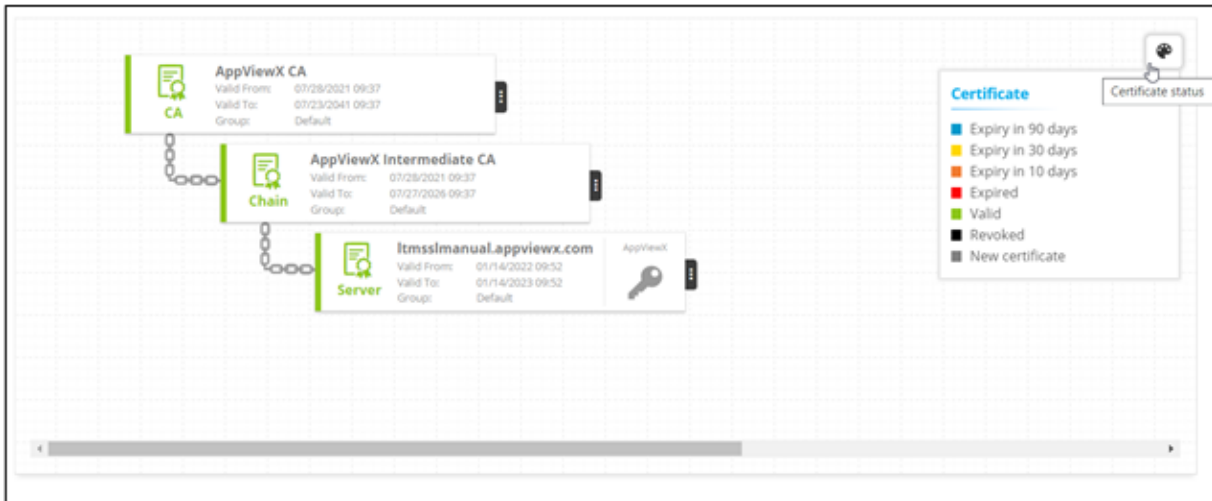 AppViewX CA
Valid From: 07/28/2021 09:37
Valid To: 07/23/2041 09:37
Group: Default
CA
AppViewX Intermediate CA
Valid From: 07/28/2021 09:37
Valid To: 07/27/2026 09:37
Group: Default
Chain
ltmsslmanual.appviewx.com
Valid From: 01/14/2022 09:52
Valid To: 01/14/2023 09:52
Group: Default
Server
AppViewX
Certificate status
Certificate
Expiry in 90 days
Expiry in 30 days
Expiry in 10 days
Expired
Valid
Revoked
New certificate